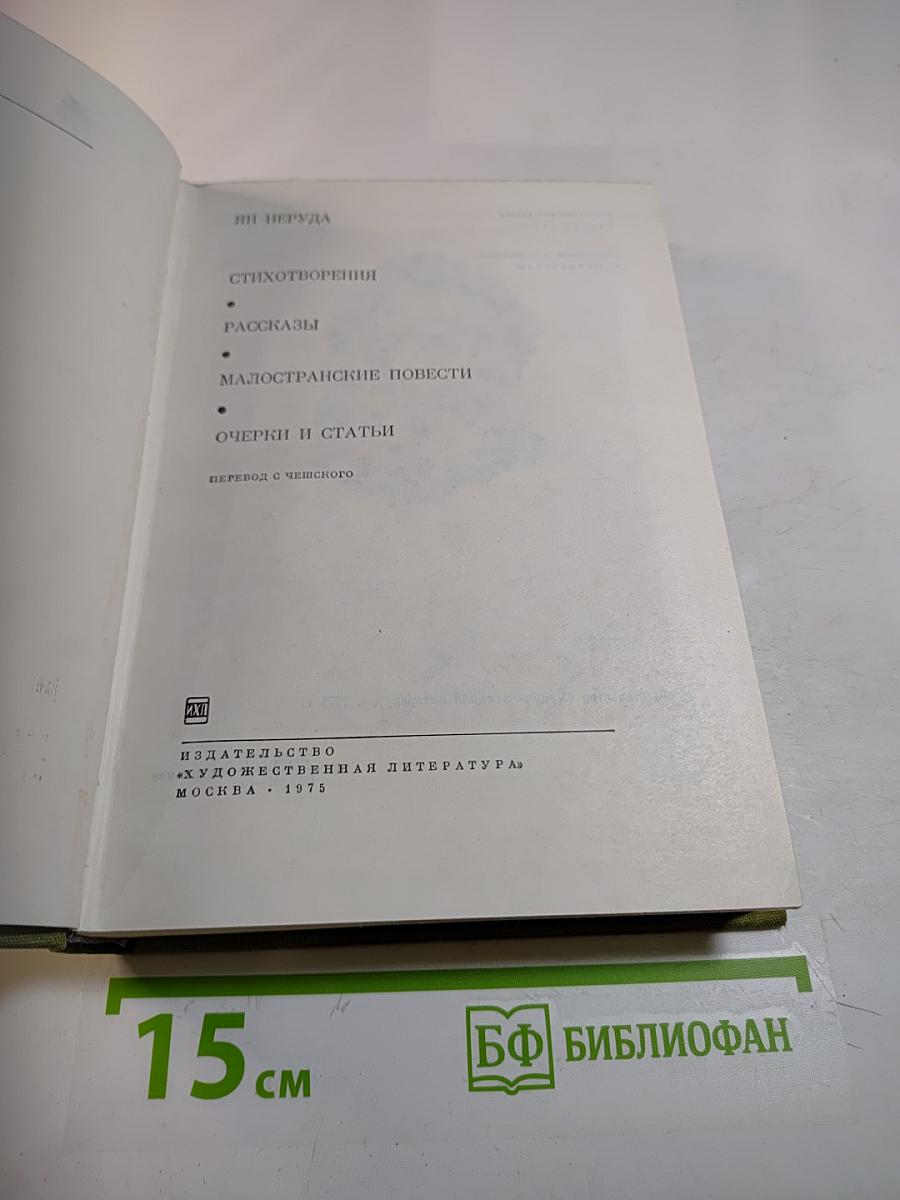 ЯН НЕРУДА
СТИХОТВОРЕНИЯ
•
РАССКАЗЫ
•
МАЛОСТРАНСКИЕ ПОВЕСТИ
•
ОЧЕРКИ И СТАТЬИ
ПЕРЕВОД С ЧЕШСКОГО
ИХЛ
ИЗДАТЕЛЬСТВО
«ХУДОЖЕСТВЕННАЯ ЛИТЕРАТУРА»
МОСКВА • 1975
15 см
БФ БИБЛИОФАН